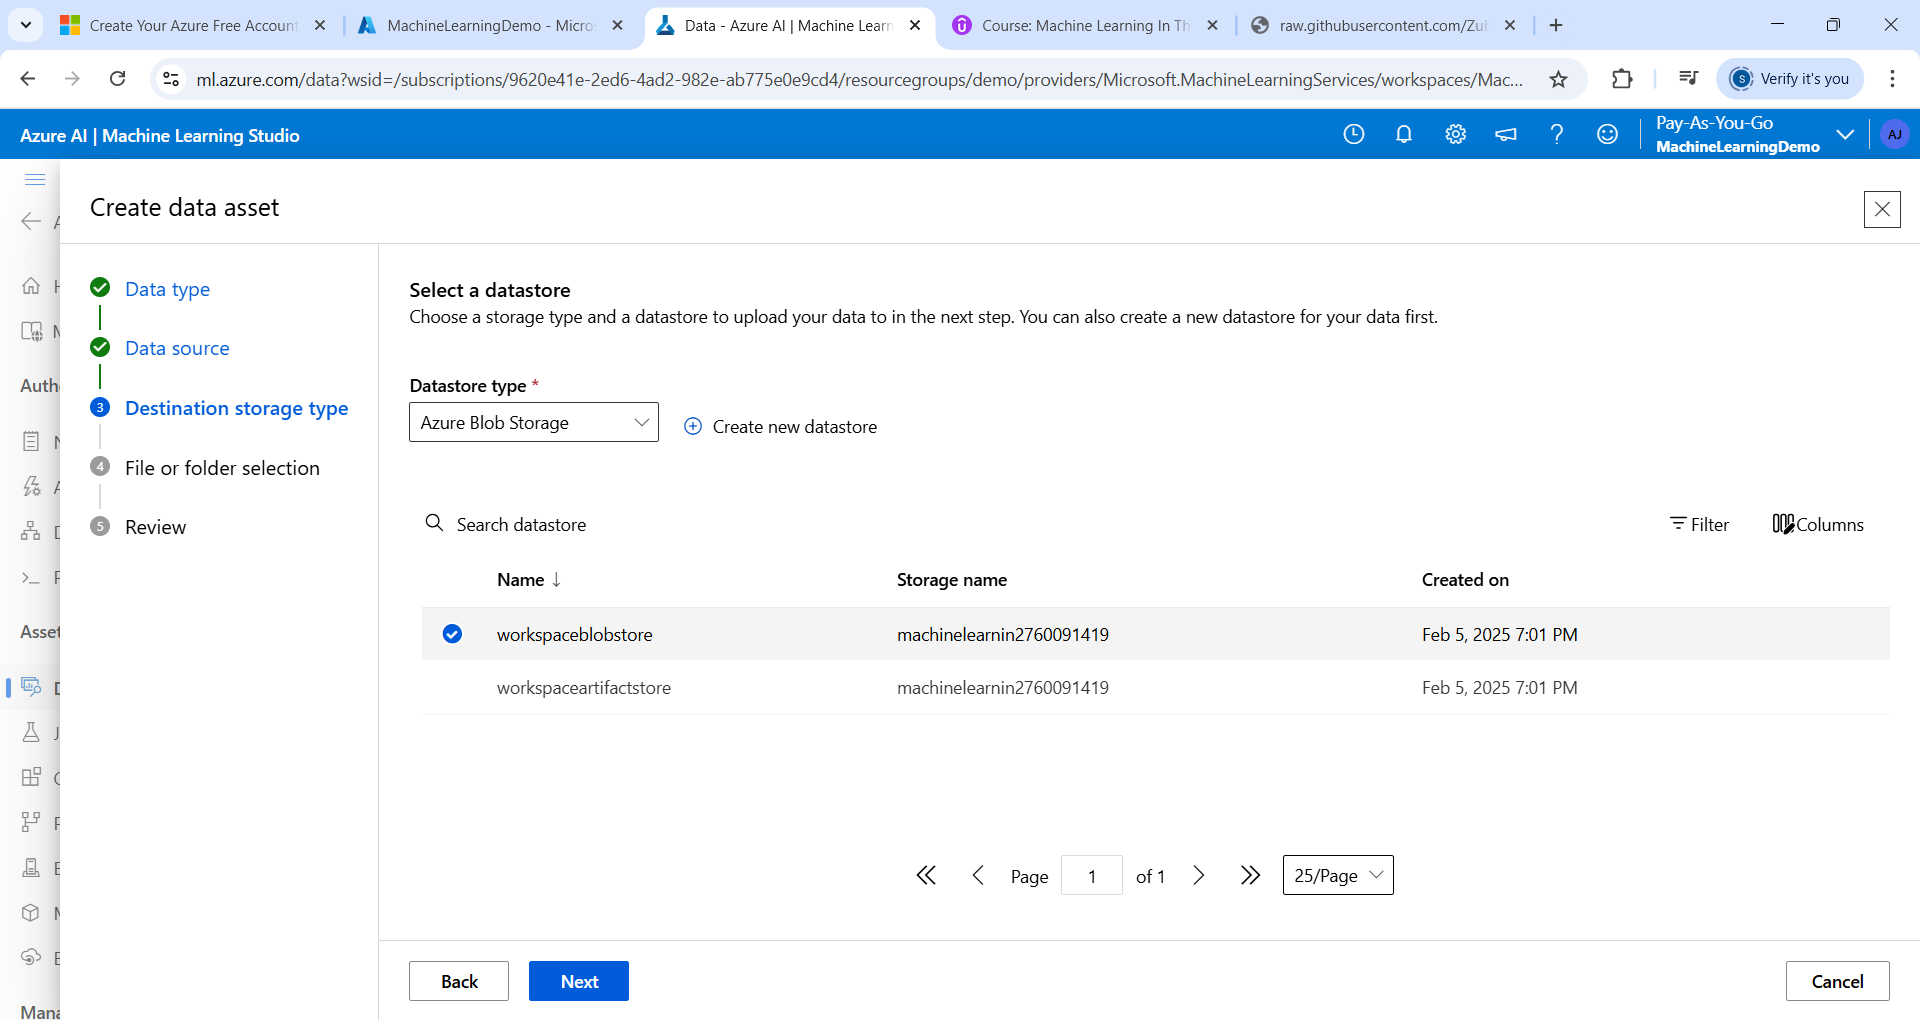 Create Your Azure Free Account
MachineLearningDemo - Micro
Data - Azure AI | Machine Learn
Course: Machine Learning In Th
raw.githubusercontent.com/Zul
ml.azure.com/data?wsid=/subscriptions/9620e41e-2ed6-4ad2-982e-ab775e0e9cd4/resourcegroups/demo/providers/Microsoft.MachineLearningServices/workspaces/Mac...
S
Verify it's you
Azure AI | Machine Learning Studio
Pay-As-You-Go
MachineLearningDemo
AJ
Create data asset
Auth
Asset
Mana
Data type
Data source
3 Destination storage type
4 File or folder selection
5 Review
Select a datastore
Choose a storage type and a datastore to upload your data to in the next step. You can also create a new datastore for your data first.
Datastore type *
Azure Blob Storage
Create new datastore
Search datastore
Filter
Columns
Name ↓ Storage name Created on
workspaceblobstore machinelearnin2760091419 Feb 5, 2025 7:01 PM
workspaceartifactstore machinelearnin2760091419 Feb 5, 2025 7:01 PM
Page 1 of 1 25/Page
Back Next Cancel